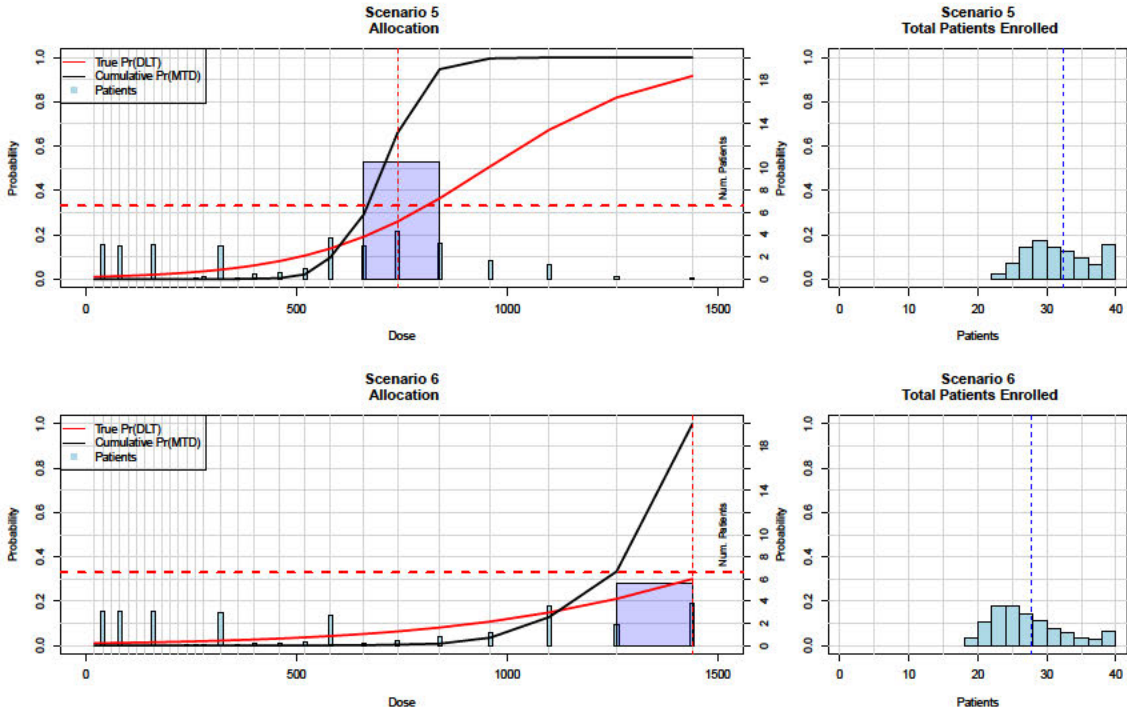 Scenario 5
Allocation
True Pr(DLT)
Cumulative Pr(MTD)
Patients
Probability
0.0 0.2 0.4 0.6 0.8 1.0
0 2 4 6 8 10 14 18
Num. Patients
0 500 1000 1500
Dose
Scenario 5
Total Patients Enrolled
Probability
0.0 0.2 0.4 0.6 0.8 1.0
0 10 20 30 40
Patients
Scenario 6
Allocation
True Pr(DLT)
Cumulative Pr(MTD)
Patients
Probability
0.0 0.2 0.4 0.6 0.8 1.0
0 2 4 6 8 10 14 18
Num. Patients
0 500 1000 1500
Dose
Scenario 6
Total Patients Enrolled
Probability
0.0 0.2 0.4 0.6 0.8 1.0
0 10 20 30 40
Patients